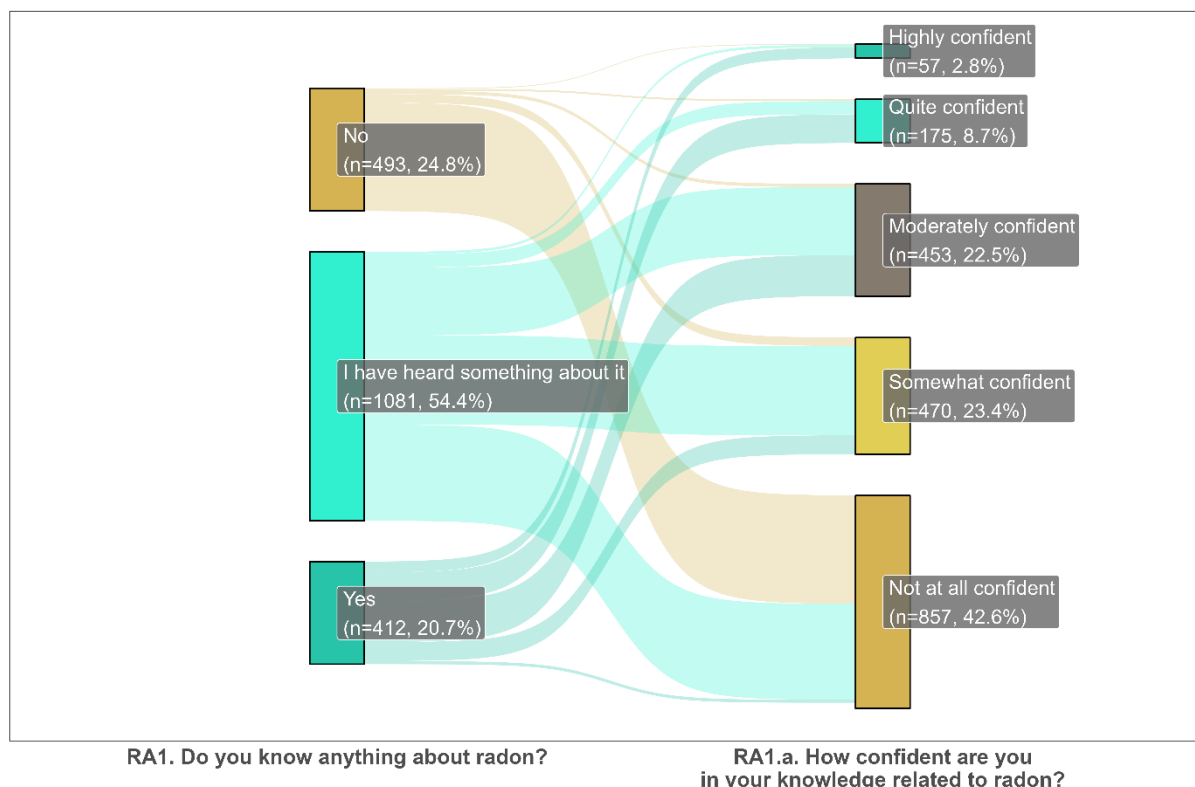 No
(n=493, 24.8%)
I have heard something about it
(n=1081, 54.4%)
Yes
(n=412, 20.7%)
Highly confident
(n=57, 2.8%)
Quite confident
(n=175, 8.7%)
Moderately confident
(n=453, 22.5%)
Somewhat confident
(n=470, 23.4%)
Not at all confident
(n=857, 42.6%)
RA1. Do you know anything about radon?
RA1.a. How confident are you
in your knowledge related to radon?